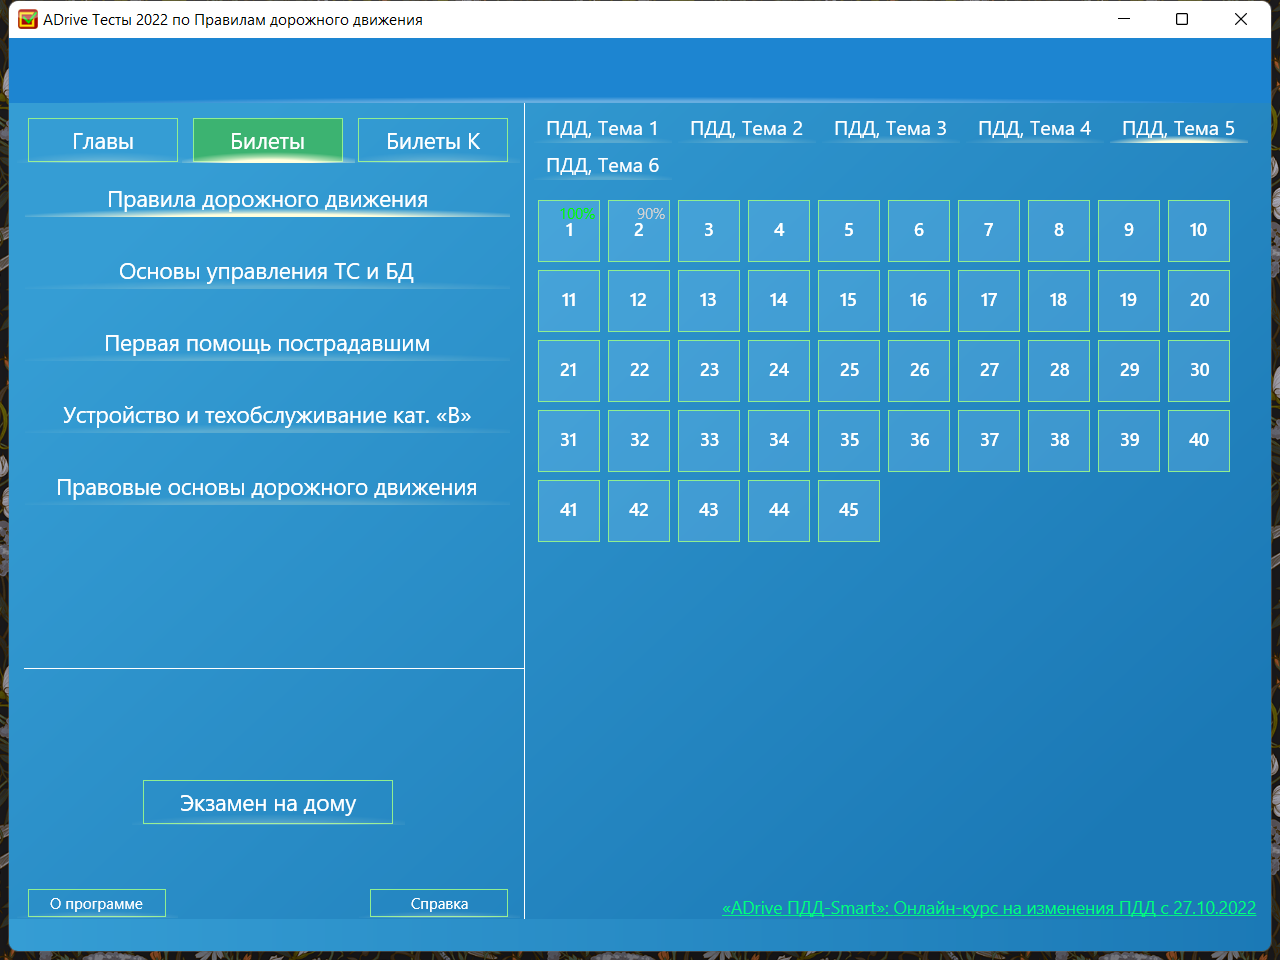 ADrive Тесты 2022 по Правилам дорожного движения
Главы
Билеты
Билеты К
Правила дорожного движения
Основы управления ТС и БД
Первая помощь пострадавшим
Устройство и техобслуживание кат. «В»
Правовые основы дорожного движения
Экзамен на дому
О программе
Справка
ПДД, Тема 1 ПДД, Тема 2 ПДД, Тема 3 ПДД, Тема 4 ПДД, Тема 5
ПДД, Тема 6
100% 90%
1 2 3 4 5 6 7 8 9 10
11 12 13 14 15 16 17 18 19 20
21 22 23 24 25 26 27 28 29 30
31 32 33 34 35 36 37 38 39 40
41 42 43 44 45
«ADrive ПДД-Smart»: Онлайн-курс на изменения ПДД с 27.10.2022